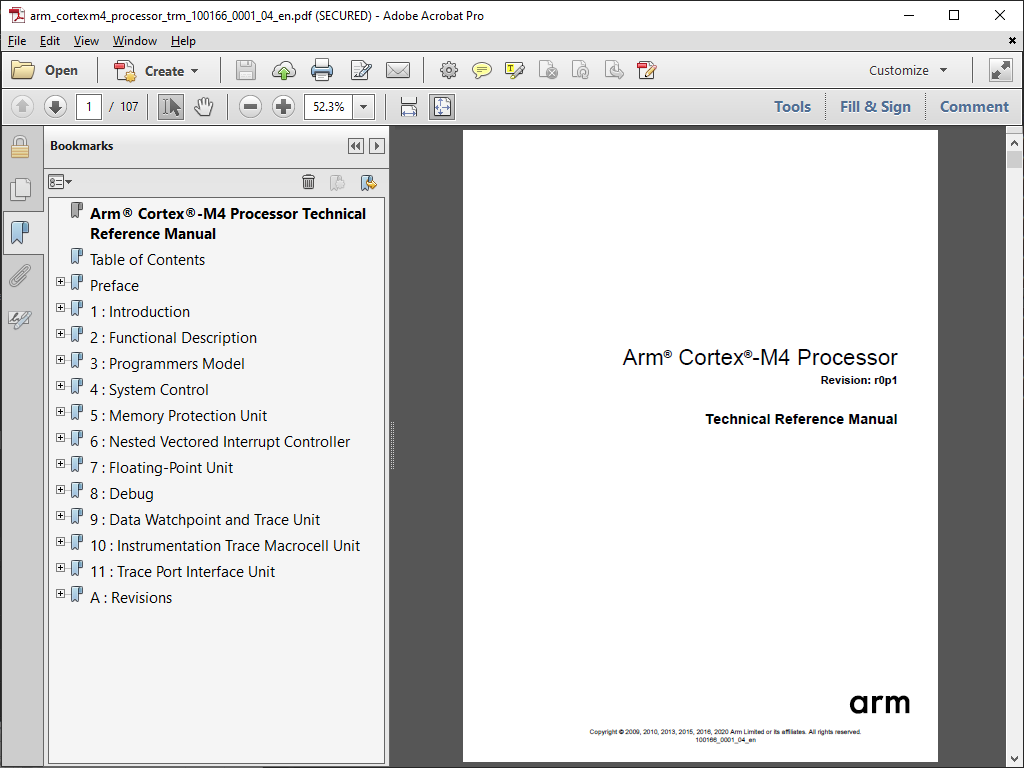 arm_cortexm4_processor_trm_100166_0001_04_en.pdf (SECURED) - Adobe Acrobat Pro
File Edit View Window Help
Open Create Customize
1 / 107 52.3% Tools Fill & Sign Comment
Bookmarks
Arm® Cortex®-M4 Processor Technical
Reference Manual
Table of Contents
Preface
1 : Introduction
2 : Functional Description
3 : Programmers Model
4 : System Control
5 : Memory Protection Unit
6 : Nested Vectored Interrupt Controller
7 : Floating-Point Unit
8 : Debug
9 : Data Watchpoint and Trace Unit
10 : Instrumentation Trace Macrocell Unit
11 : Trace Port Interface Unit
A : Revisions
Arm® Cortex®-M4 Processor
Revision: r0p1
Technical Reference Manual
arm
Copyright © 2009, 2010, 2013, 2015, 2016, 2020 Arm Limited or its affiliates. All rights reserved.
100166_0001_04_en